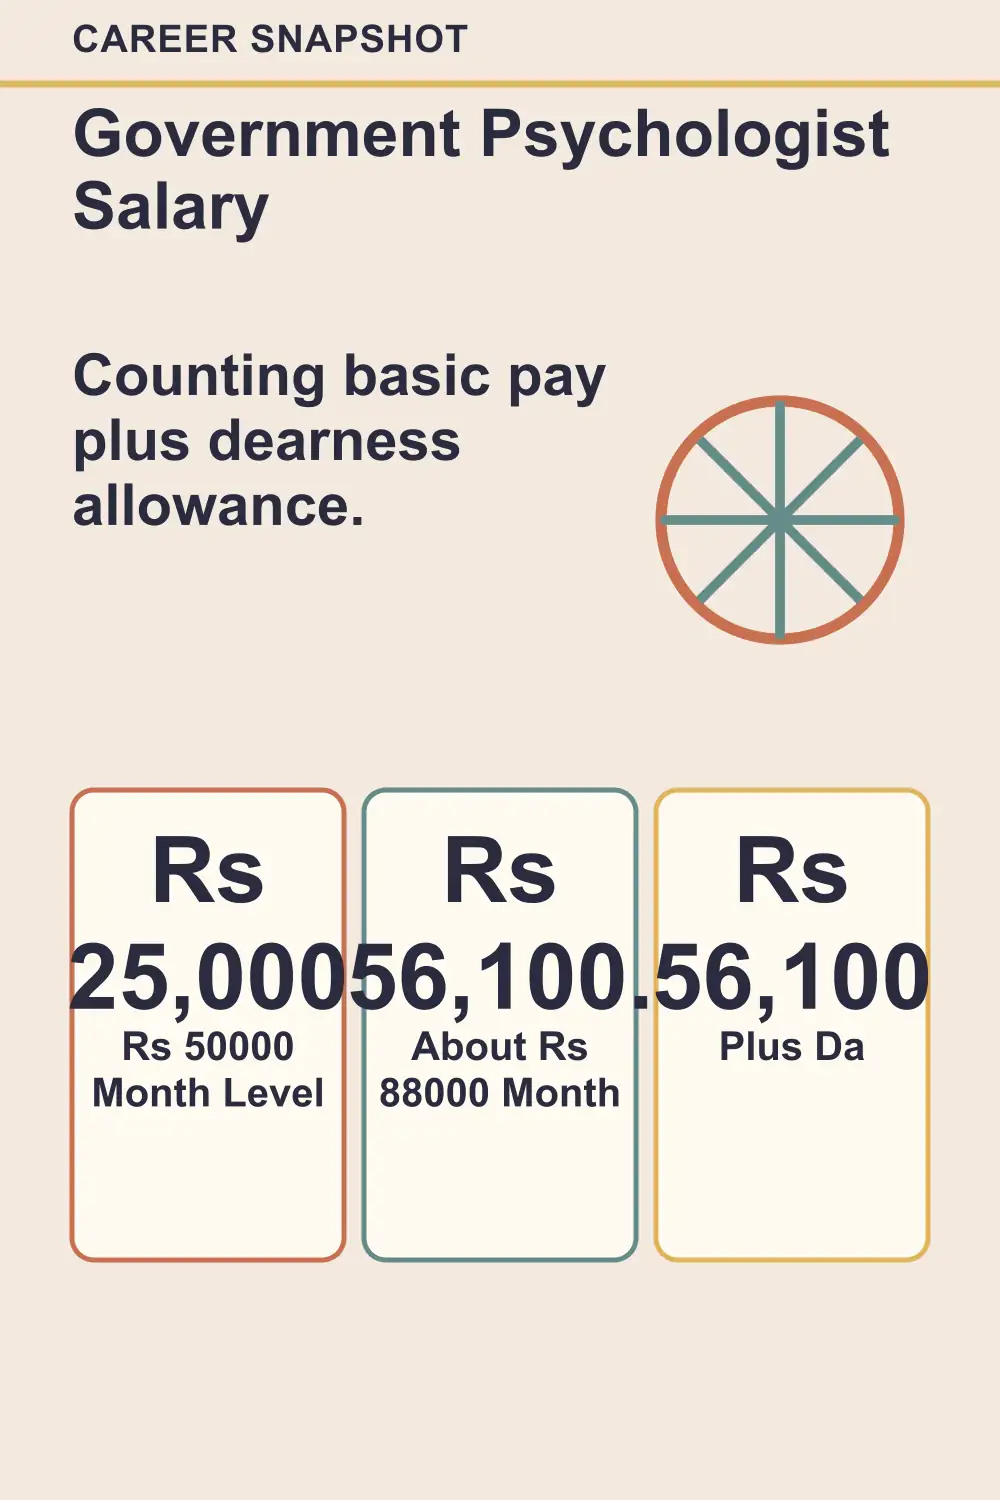 CAREER SNAPSHOT
Government Psychologist
Salary
Counting basic pay
plus dearness
allowance.
Rs
25,000
Rs 50000
Month Level
Rs
56,100.
About Rs
88000 Month
Rs
56,100
Plus Da